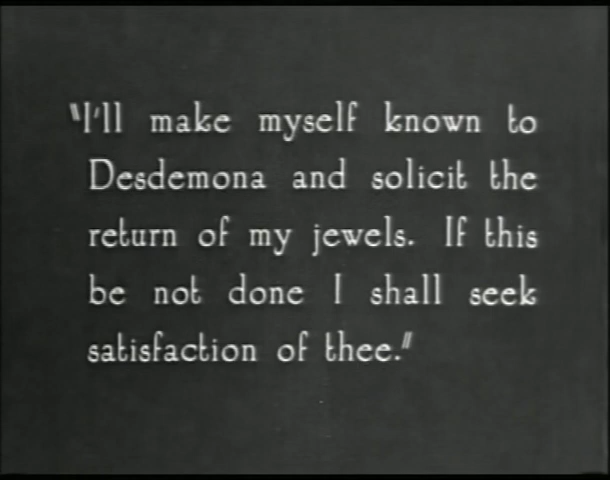 "I'll make myself known to
Desdemona and solicit the
return of my jewels. If this
be not done I shall seek
satisfaction of thee."